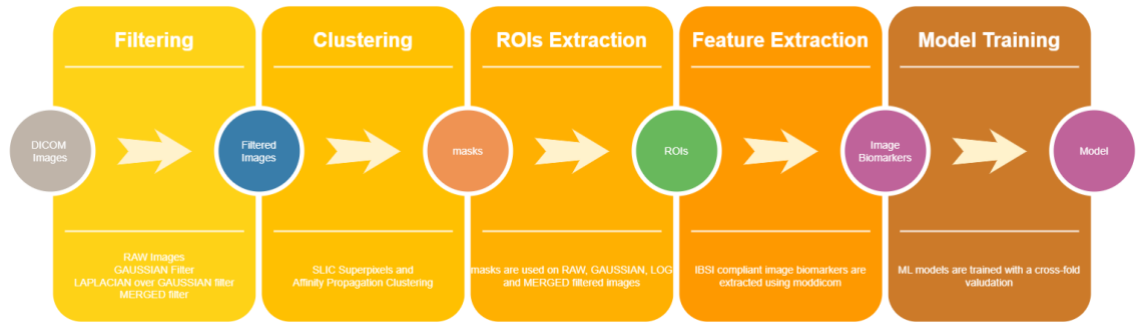 Filtering
Clustering
ROIs Extraction
Feature Extraction
Model Training
DICOM
Images
Filtered
Images
masks
ROIs
Image
Biomarkers
Model
RAW Images
GAUSSIAN Filter
LAPLACIAN over GAUSSIAN filter
MERGED filter
SLIC Superpixels and
Affinity Propagation Clustering
masks are used on RAW, GAUSSIAN, LOG
and MERGED filtered images
IBSI compliant image biomarkers are
extracted using moddicom
ML models are trained with a cross-fold
valudation